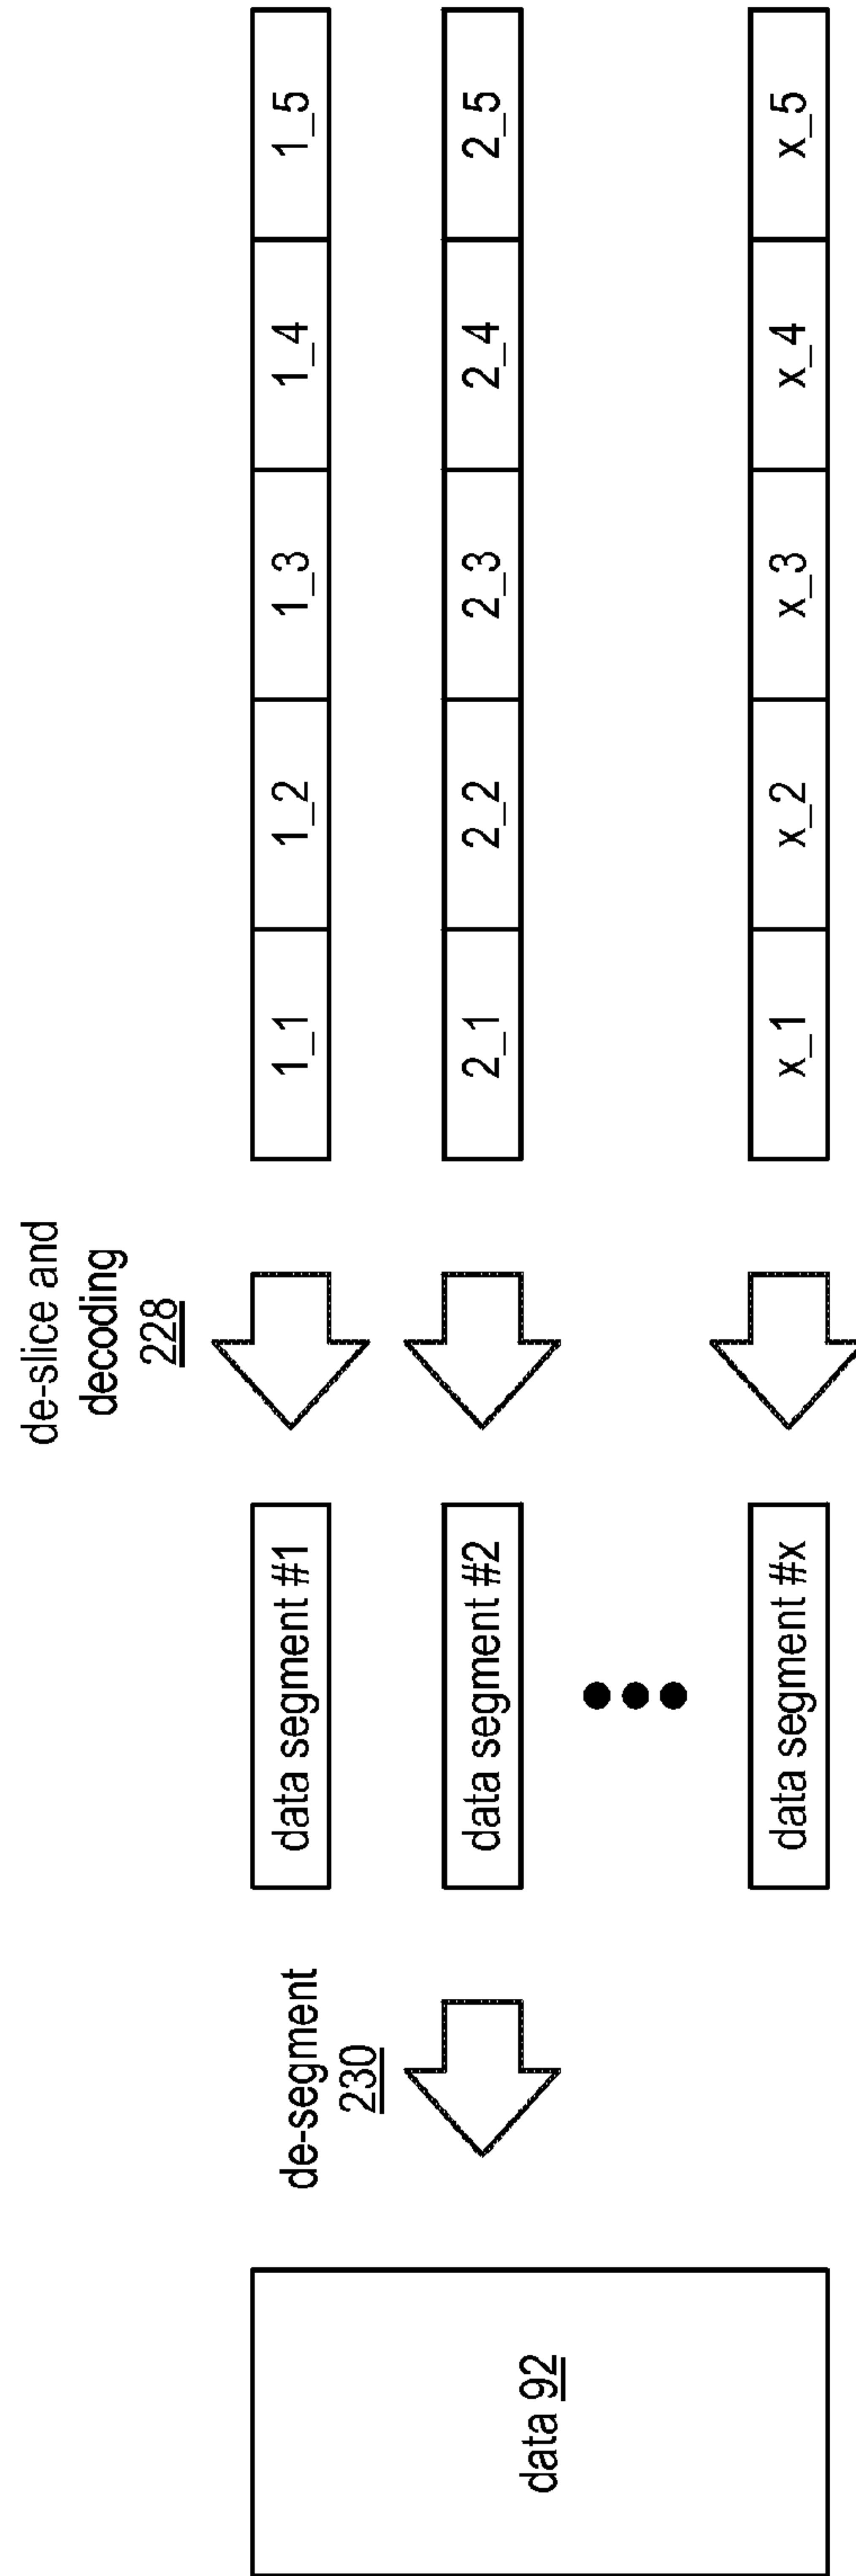 de-slice and
decoding
228
de-segment
230
data 92
data segment #1
1_1 1_2 1_3 1_4 1_5
data segment #2
2_1 2_2 2_3 2_4 2_5
data segment #x
x_1 x_2 x_3 x_4 x_5